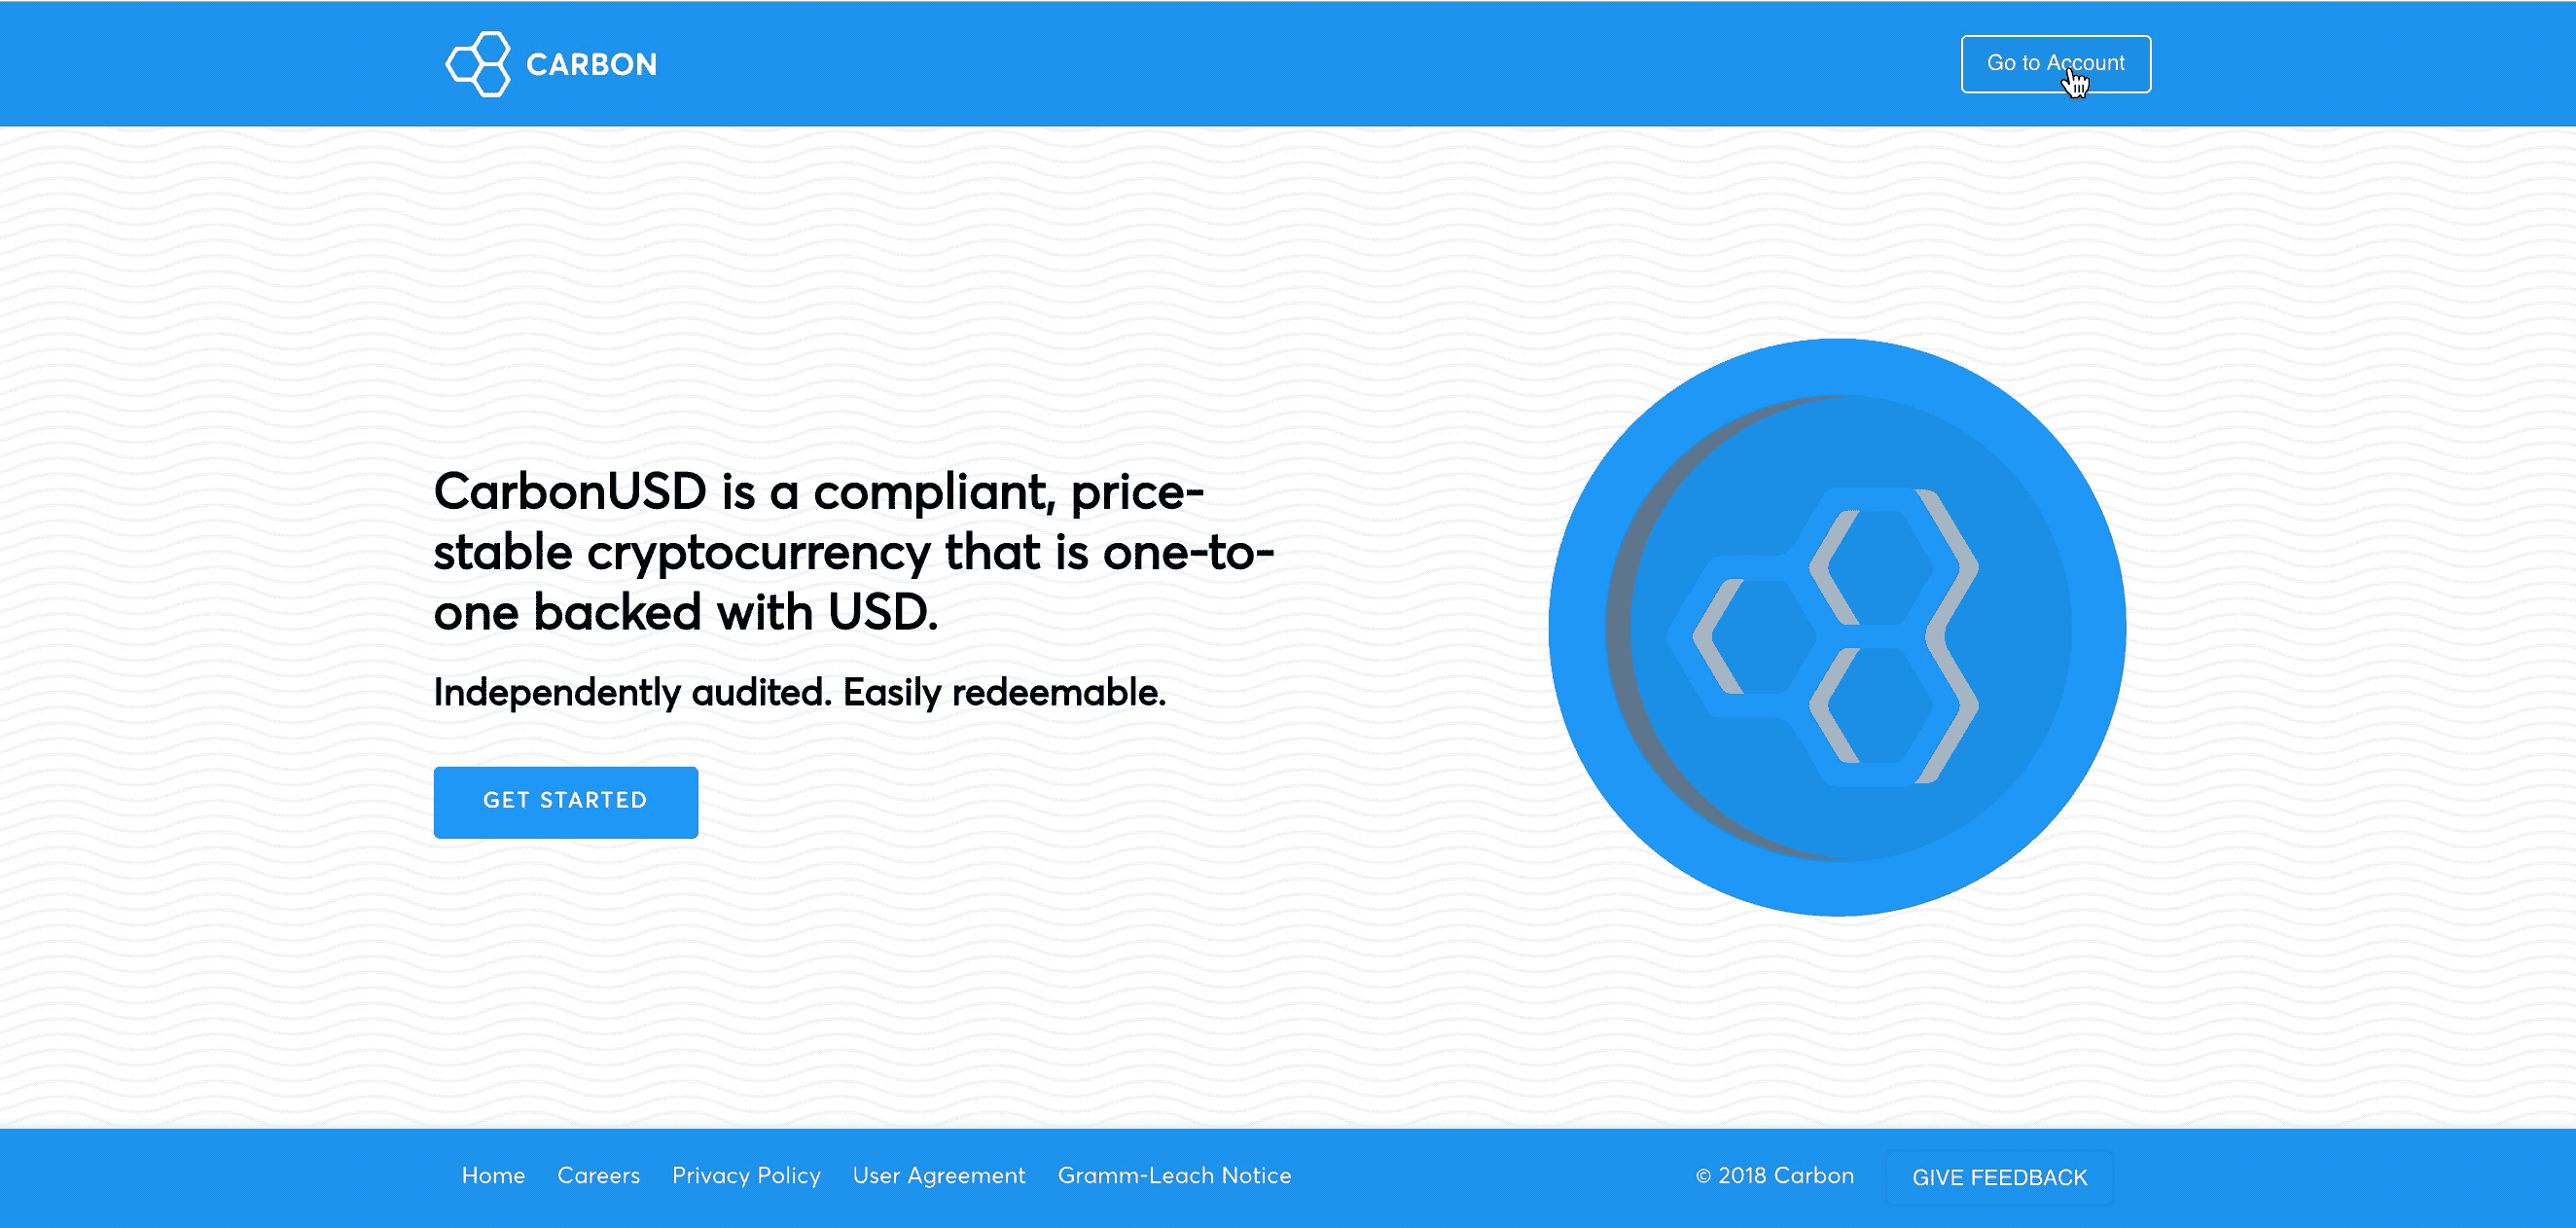 CARBON
Go to Account
CarbonUSD is a compliant, price-
stable cryptocurrency that is one-to-
one backed with USD.
Independently audited. Easily redeemable.
GET STARTED
Home Careers Privacy Policy User Agreement Gramm-Leach Notice
© 2018 Carbon GIVE FEEDBACK